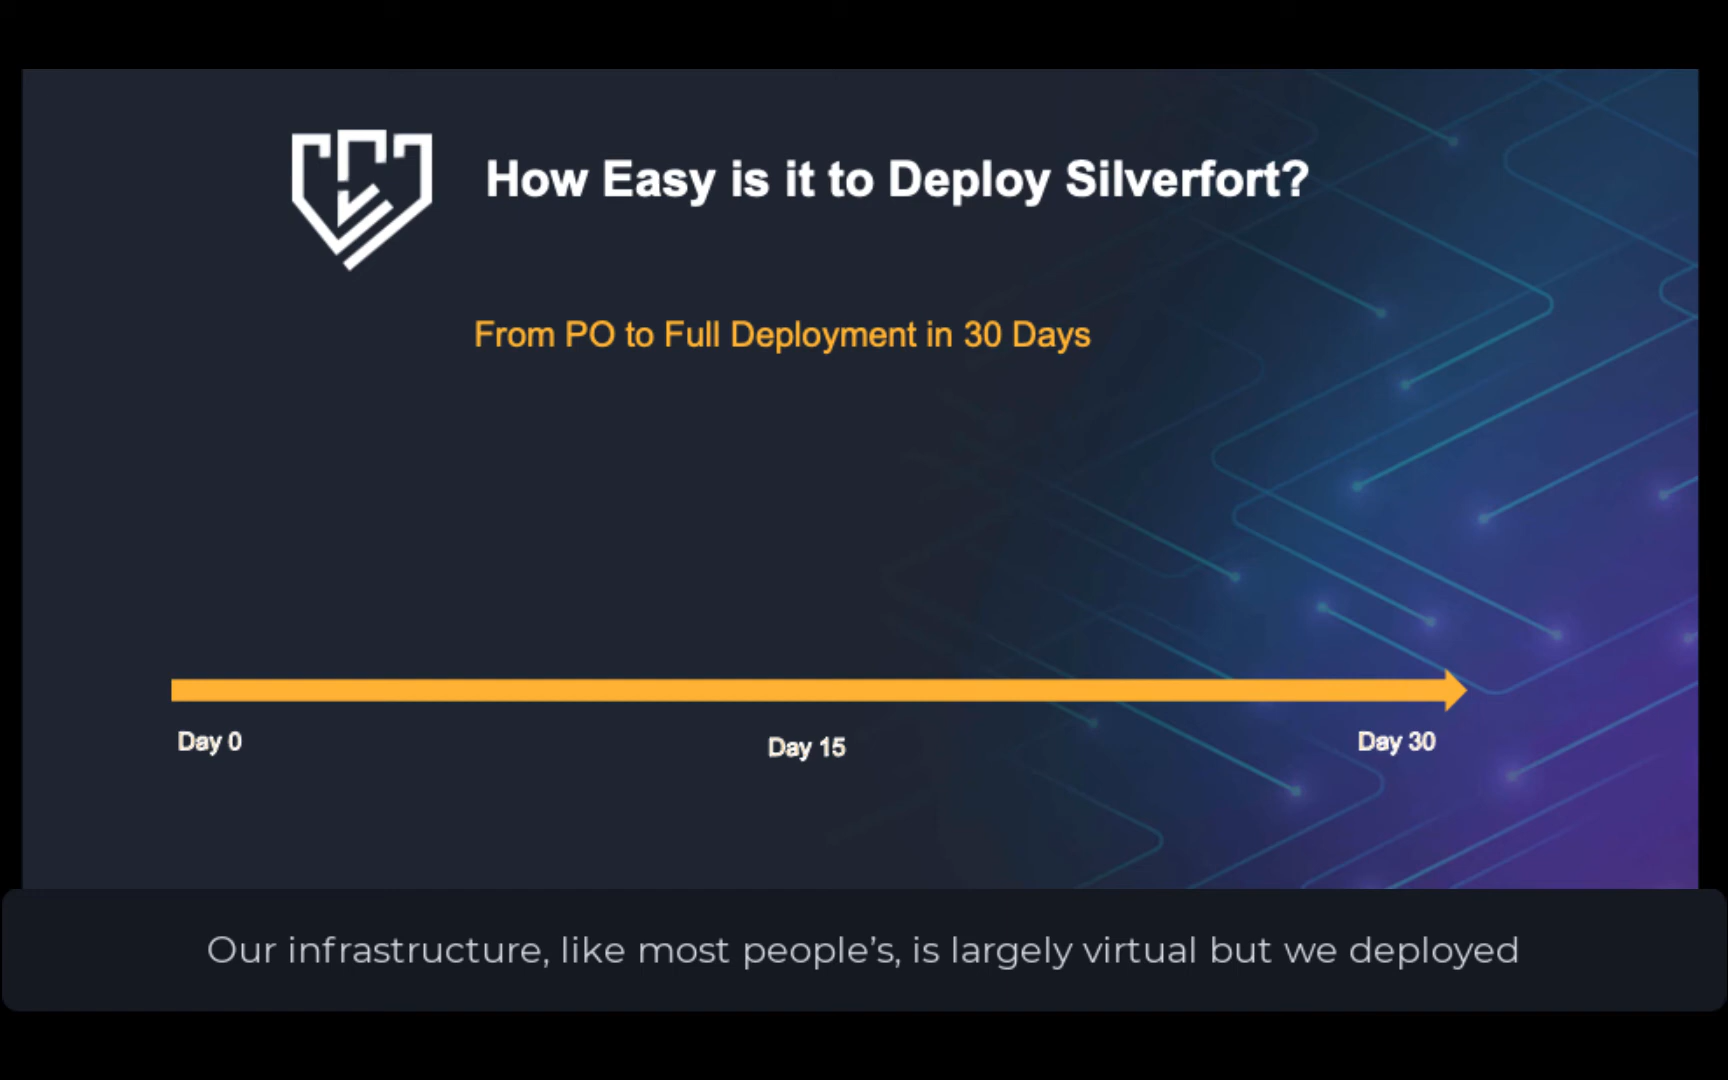 How Easy is it to Deploy Silverfort?
From PO to Full Deployment in 30 Days
Day 0
Day 15
Day 30
Our infrastructure, like most people’s, is largely virtual but we deployed